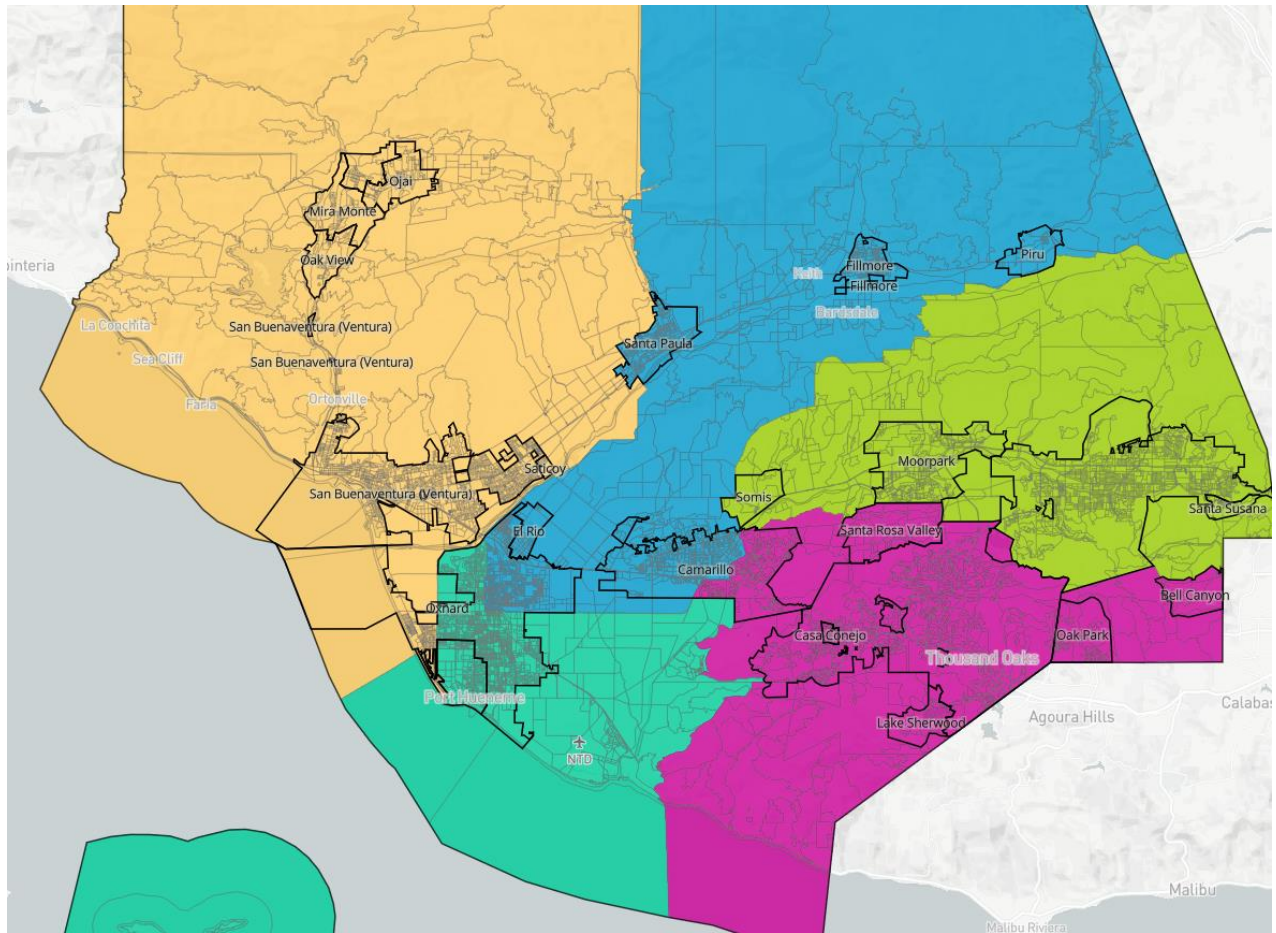 Ojai
Mira Monte
Oak View
ointeria
Piru
Fillmore
Keith
Fillmore
Bardsdale
San Buenaventura (Ventura)
La Conchita
Santa Paula
Sea Cliff
San Buenaventura (Ventura)
Faria
Ortonville
Moorpark
Saticoy
San Buenaventura (Ventura)
Somis
Santa Susana
El Rio
Santa Rosa Valley
Camarillo
Bell Canyon
Oxnard
Casa Conejo
Oak Park
Thousand Oaks
Port Hueneme
Calabas
Agoura Hills
Lake Sherwood
NTD
Malibu
Malibu Riviera